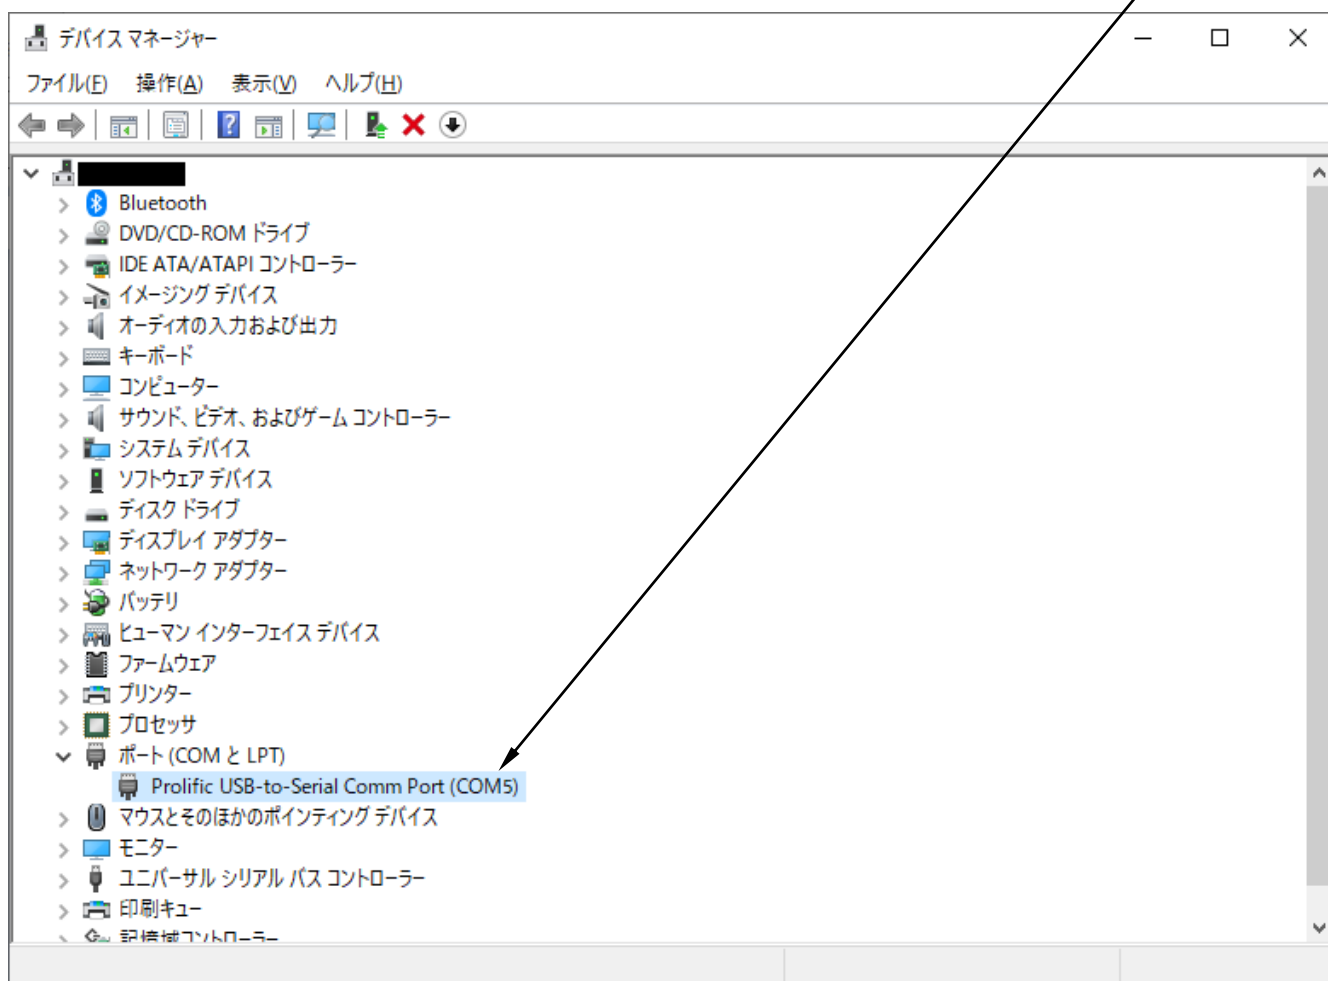 デバイス マネージャー
ファイル(F) 操作(A) 表示(V) ヘルプ(H)
Bluetooth
DVD/CD-ROM ドライブ
IDE ATA/ATAPI コントローラー
イメージング デバイス
オーディオの入力および出力
キーボード
コンピューター
サウンド、ビデオ、およびゲーム コントローラー
システム デバイス
ソフトウェア デバイス
ディスク ドライブ
ディスプレイ アダプター
ネットワーク アダプター
バッテリ
ヒューマン インターフェイス デバイス
ファームウェア
プリンター
プロセッサ
ポート (COM と LPT)
Prolific USB-to-Serial Comm Port (COM5)
マウスとそのほかのポインティング デバイス
モニター
ユニバーサル シリアル バス コントローラー
印刷キュー
記憶域コントローラー